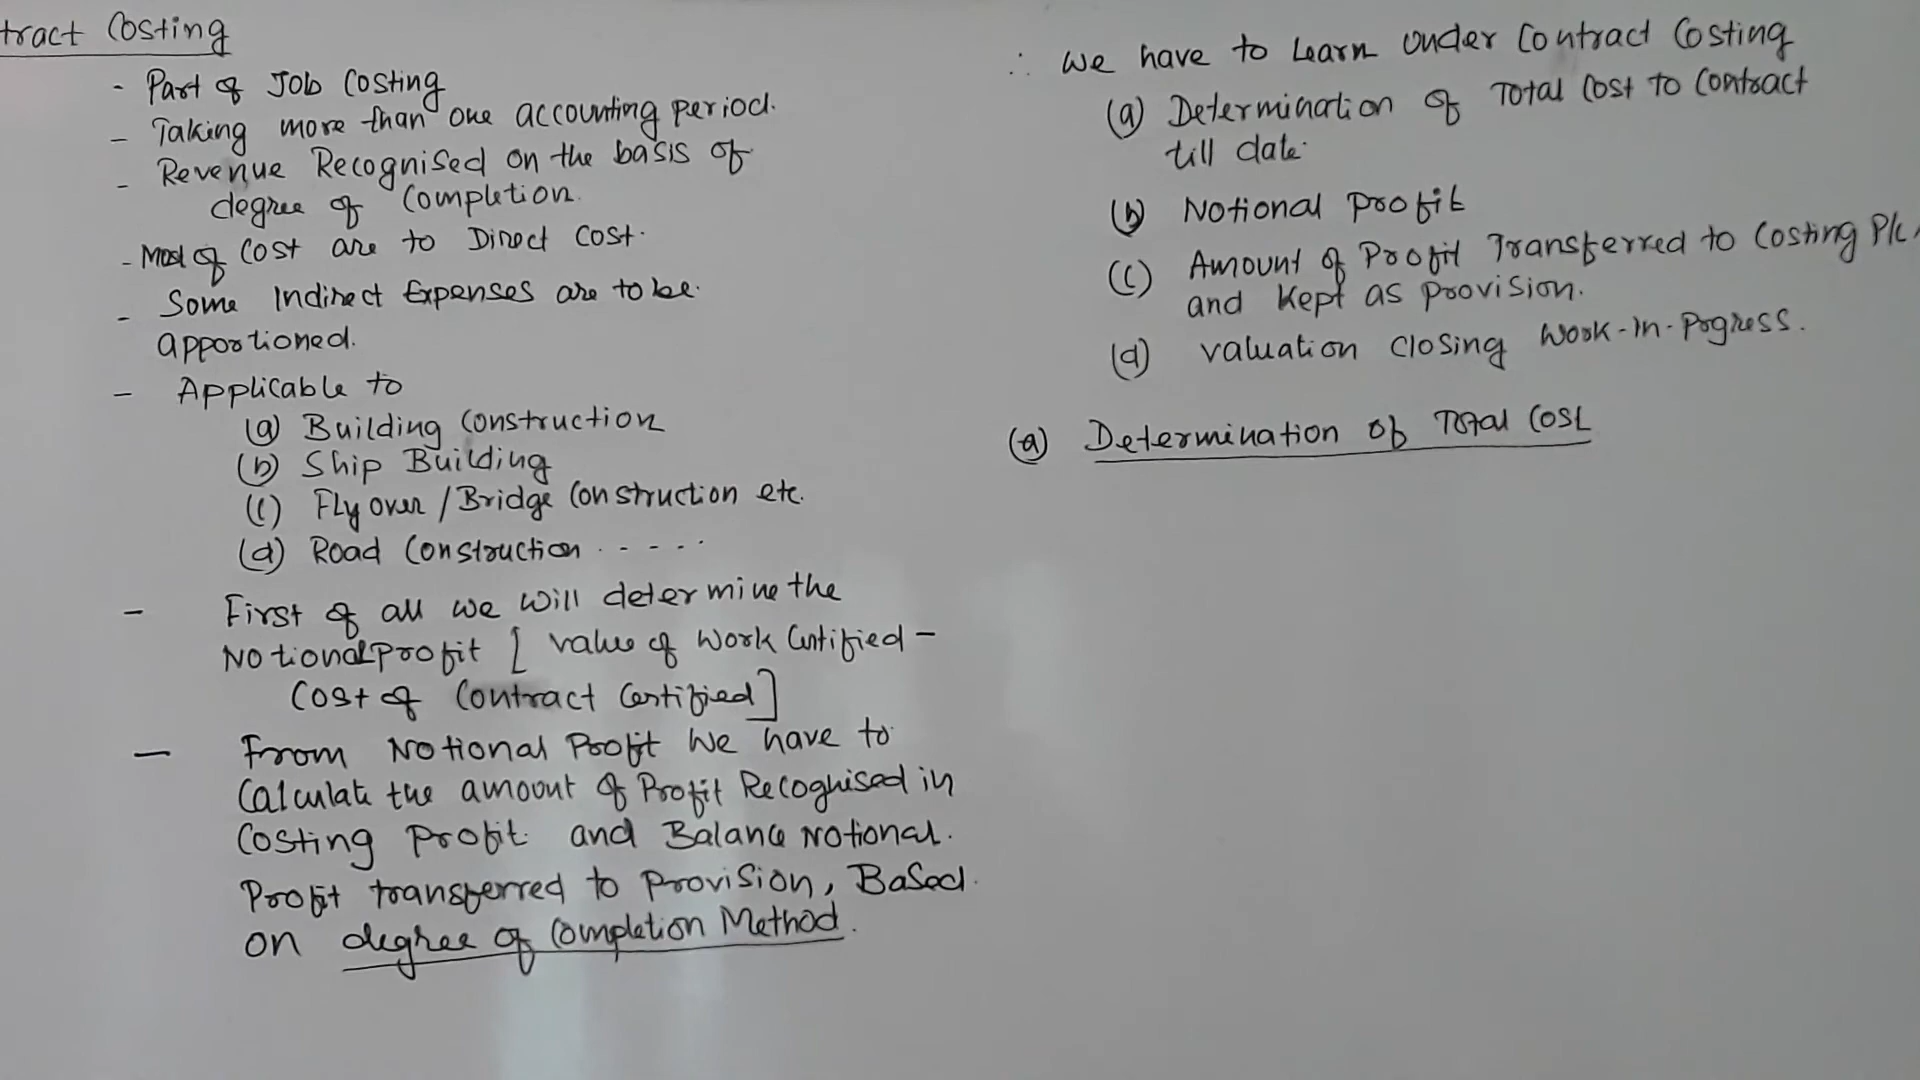 tract Costing
- Part of Job Costing
- Taking more than one accounting period.
- Revenue Recognised on the basis of
degree of Completion.
- Most of Cost are to Direct Cost.
- Some Indirect Expenses are to be.
apportioned.
- Applicable to
(a) Building Construction
(b) Ship Building
(c) Flyover / Bridge Construction etc.
(d) Road Construction . - - - .
- First of all we will determine the
Notional Profit [ value of Work Certified -
Cost of Contract Certified]
- From Notional Profit We have to
Calculate the amount of Profit Recognised in
Costing Profit and Balance Notional.
Profit transferred to Provision, Based.
on degree of Completion Method.
∴ We have to Learn under Contract Costing
(a) Determination of Total Cost To Contract
till date.
(b) Notional Profit
(c) Amount of Profit Transferred to Costing P/L
and Kept as provision.
(d) valuation Closing Work-In-Pogress.
(a) Determination of Total Cost